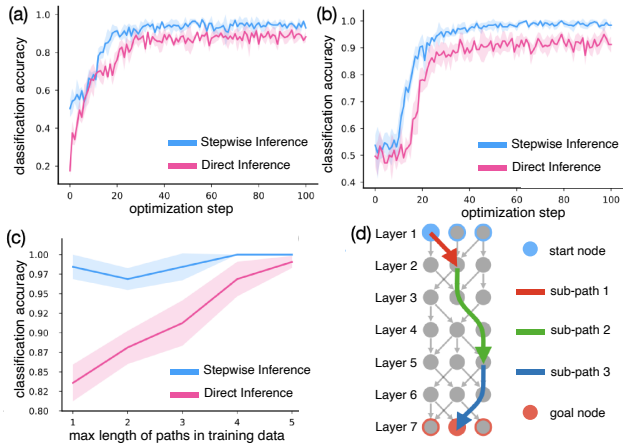 (a)
classification accuracy
1.0
0.8
0.6
0.4
0.2
Stepwise Inference
Direct Inference
0
20
40
60
80
100
optimization step
(b)
classification accuracy
1.0
0.9
0.8
0.7
0.6
0.5
0.4
Stepwise Inference
Direct Inference
0
20
40
60
80
100
optimization step
(c)
classification accuracy
1.00
0.97
0.95
0.93
0.90
0.88
0.85
0.82
0.80
Stepwise Inference
Direct Inference
1
2
3
4
5
max length of paths in training data
(d)
Layer 1
Layer 2
Layer 3
Layer 4
Layer 5
Layer 6
Layer 7
start node
sub-path 1
sub-path 2
sub-path 3
goal node